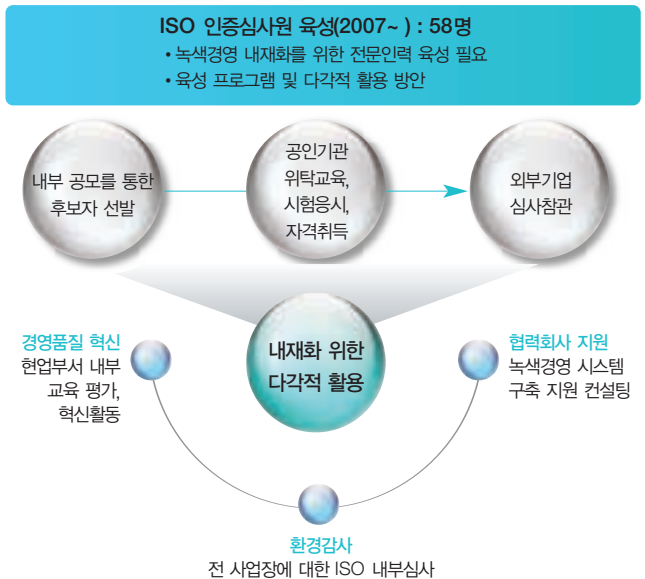 ISO 인증심사원 육성(2007~ ) : 58명
• 녹색경영 내재화를 위한 전문인력 육성 필요
• 육성 프로그램 및 다각적 활용 방안
내부 공모를 통한
후보자 선발
공인기관
위탁교육,
시험응시,
자격취득
외부기업
심사참관
내재화 위한
다각적 활용
경영품질 혁신
현업부서 내부
교육 평가,
혁신활동
협력회사 지원
녹색경영 시스템
구축 지원 컨설팅
환경감사
전 사업장에 대한 ISO 내부심사